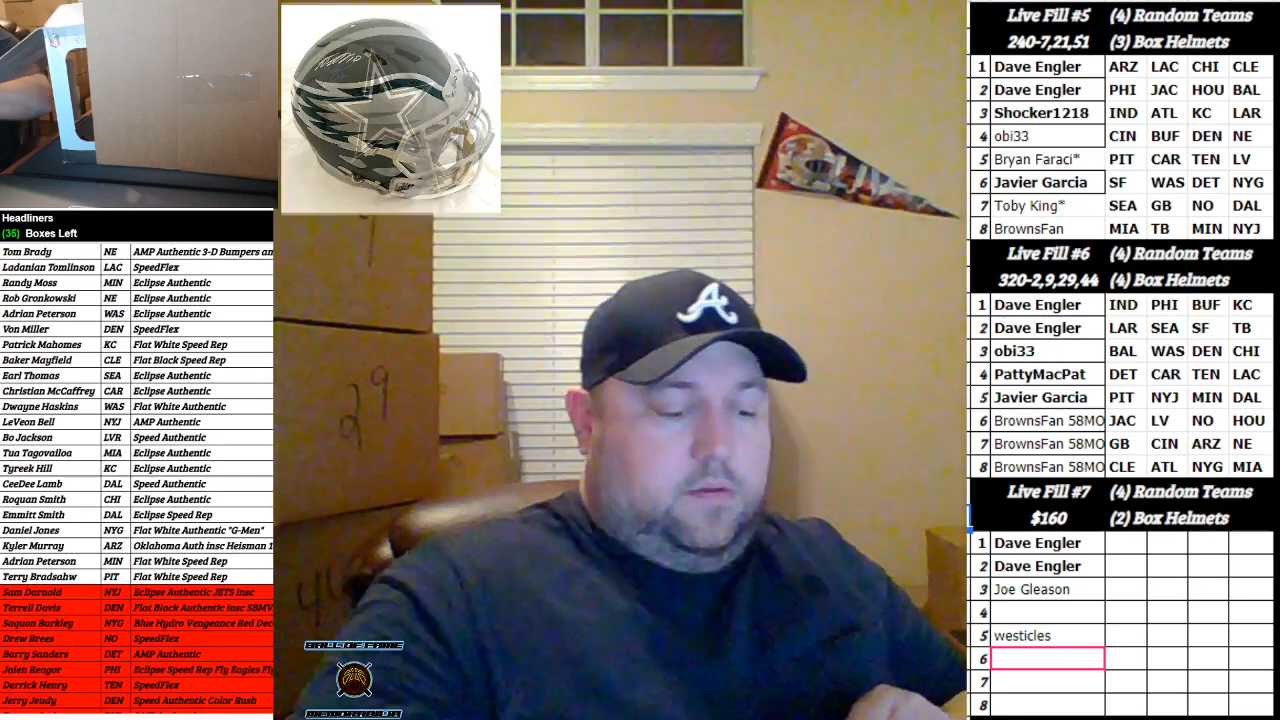 Headliners
(35) Boxes Left
Tom Brady NE AMP Authentic 3-D Bumpers an
Ladanian Tomlinson LAC SpeedFlex
Randy Moss MIN Eclipse Authentic
Rob Gronkowski NE Eclipse Authentic
Adrian Peterson WAS Eclipse Authentic
Von Miller DEN SpeedFlex
Patrick Mahomes KC Flat White Speed Rep
Baker Mayfield CLE Flat Black Speed Rep
Earl Thomas SEA Eclipse Authentic
Christian McCaffrey CAR Eclipse Authentic
Dwayne Haskins WAS Flat White Authentic
LeVeon Bell NYJ AMP Authentic
Bo Jackson LVR Speed Authentic
Tua Tagovailoa MIA Eclipse Authentic
Tyreek Hill KC Eclipse Authentic
CeeDee Lamb DAL Speed Authentic
Roquan Smith CHI Eclipse Authentic
Emmitt Smith DAL Eclipse Speed Rep
Daniel Jones NYG Flat White Authentic "G-Men"
Kyler Murray ARZ Oklahoma Auth insc Heisman 1
Adrian Peterson MIN Flat White Speed Rep
Terry Bradsahw PIT Flat White Speed Rep
Sam Darnold NYJ Eclipse Authentic JETS insc
Terrell Davis DEN Flat Black Authentic insc SBMV
Saquon Barkley NYG Blue Hydro Vengeance Red Dec
Drew Brees NO SpeedFlex
Barry Sanders DET AMP Authentic
Jalen Reagor PHI Eclipse Speed Rep Fly Eagles Fly
Derrick Henry TEN SpeedFlex
Jerry Jeudy DEN Speed Authentic Color Rush
29
44
A
BALL OF FAME
MEMORABILIA
Live Fill #5 (4) Random Teams
240-7,21,51 (3) Box Helmets
1 Dave Engler ARZ LAC CHI CLE
2 Dave Engler PHI JAC HOU BAL
3 Shocker1218 IND ATL KC LAR
4 obi33 CIN BUF DEN NE
5 Bryan Faraci* PIT CAR TEN LV
6 Javier Garcia SF WAS DET NYG
7 Toby King* SEA GB NO DAL
8 BrownsFan MIA TB MIN NYJ
Live Fill #6 (4) Random Teams
320-2,9,29,44 (4) Box Helmets
1 Dave Engler IND PHI BUF KC
2 Dave Engler LAR SEA SF TB
3 obi33 BAL WAS DEN CHI
4 PattyMacPat DET CAR TEN LAC
5 Javier Garcia PIT NYJ MIN DAL
6 BrownsFan 58MO JAC LV NO HOU
7 BrownsFan 58MO GB CIN ARZ NE
8 BrownsFan 58MO CLE ATL NYG MIA
Live Fill #7 (4) Random Teams
$160 (2) Box Helmets
1 Dave Engler
2 Dave Engler
3 Joe Gleason
4
5 westicles
6
7
8